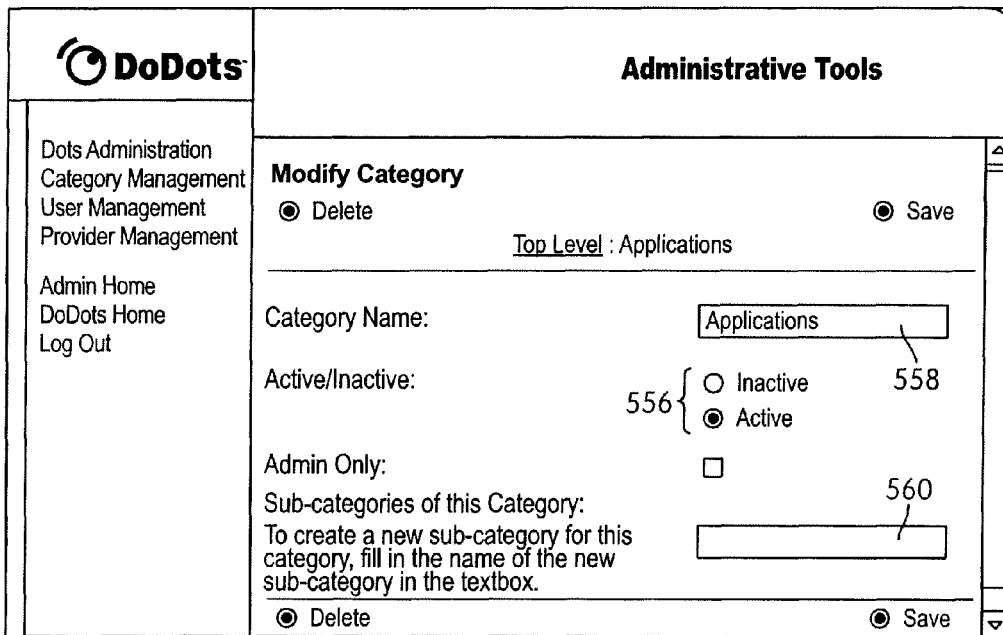 DoDots
Administrative Tools
Dots Administration
Category Management
User Management
Provider Management
Admin Home
DoDots Home
Log Out
Modify Category
Delete
Save
Top Level : Applications
Category Name:
Applications
558
Active/Inactive:
556
Inactive
Active
Admin Only:
560
Sub-categories of this Category:
To create a new sub-category for this
category, fill in the name of the new
sub-category in the textbox.
Delete
Save